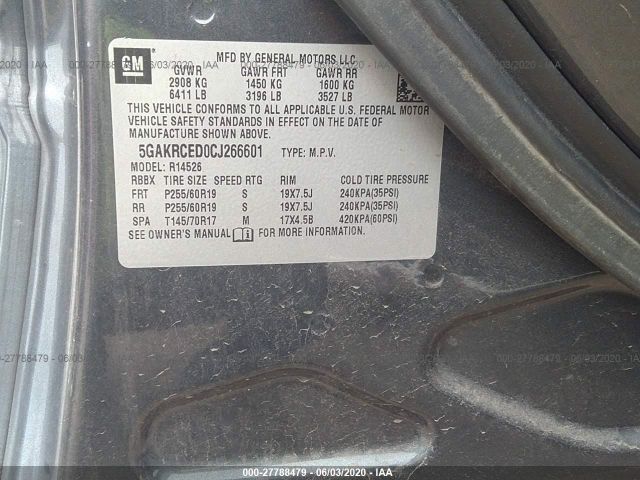 GM
MFD BY GENERAL MOTORS LLC
GVWR GAWR FRT GAWR RR
2908 KG 1450 KG 1600 KG
6411 LB 3196 LB 3527 LB
THIS VEHICLE CONFORMS TO ALL APPLICABLE U.S. FEDERAL MOTOR
VEHICLE SAFETY STANDARDS IN EFFECT ON THE DATE OF
MANUFACTURE SHOWN ABOVE.
5GAKRCED0CJ266601 TYPE: M.P.V.
MODEL: R14526
RBBX TIRE SIZE SPEED RTG RIM COLD TIRE PRESSURE
FRT P255/60R19 S 19X7.5J 240KPA(35PSI)
RR P255/60R19 S 19X7.5J 240KPA(35PSI)
SPA T145/70R17 M 17X4.5B 420KPA(60PSI)
SEE OWNER'S MANUAL FOR MORE INFORMATION.
000-27788479 - 06/03/2020 - IAA